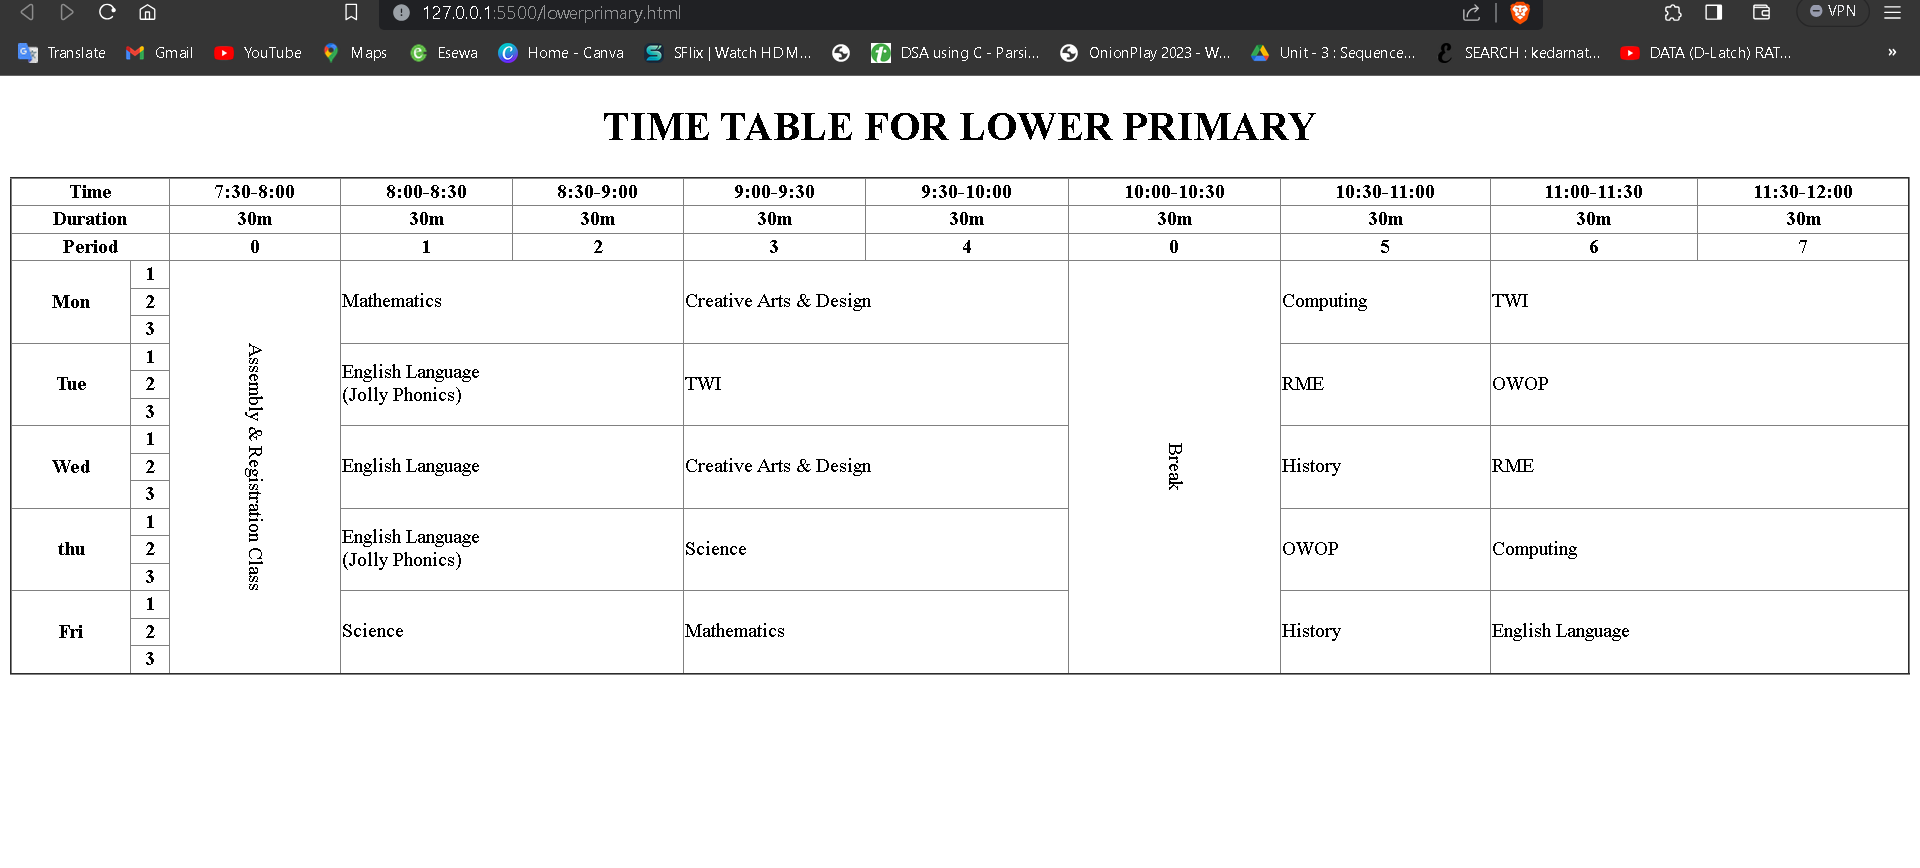 127.0.0.1:5500/lowerprimary.html
VPN
Translate Gmail YouTube Maps Esewa Home - Canva SFlix | Watch HD M... DSA using C - Parsi... OnionPlay 2023 - W... Unit - 3 : Sequence... SEARCH : kedarnat... DATA (D-Latch) RAT... »
TIME TABLE FOR LOWER PRIMARY
Time 7:30-8:00 8:00-8:30 8:30-9:00 9:00-9:30 9:30-10:00 10:00-10:30 10:30-11:00 11:00-11:30 11:30-12:00
Duration 30m 30m 30m 30m 30m 30m 30m 30m 30m
Period 0 1 2 3 4 0 5 6 7
Assembly & Registration Class
Break
1
Mon 2 Mathematics Creative Arts & Design Computing TWI
3
1
English Language
Tue 2 TWI RME OWOP
(Jolly Phonics)
3
1
Wed 2 English Language Creative Arts & Design History RME
3
1
English Language
thu 2 Science OWOP Computing
(Jolly Phonics)
3
1
Fri 2 Science Mathematics History English Language
3